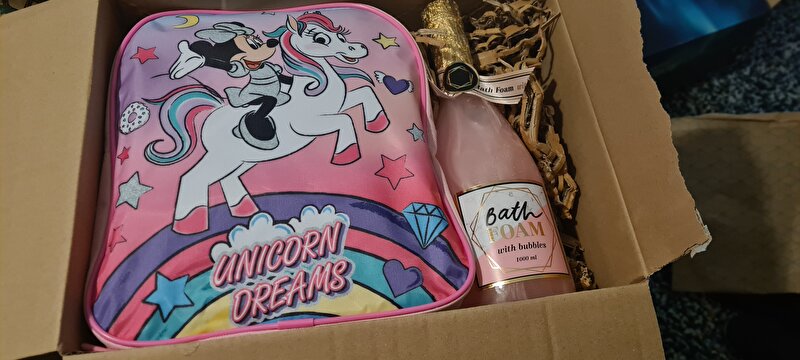 UNICORN
DREAMS
Bath Foam
Bath
FOAM
with bubbles
1000 ml